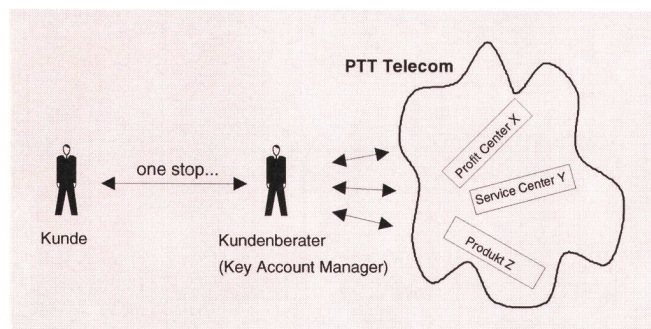 PTT Telecom
Profit Center X
one stop...
Service Center Y
Kunde
Kundenberater
(Key Account Manager)
Produkt Z